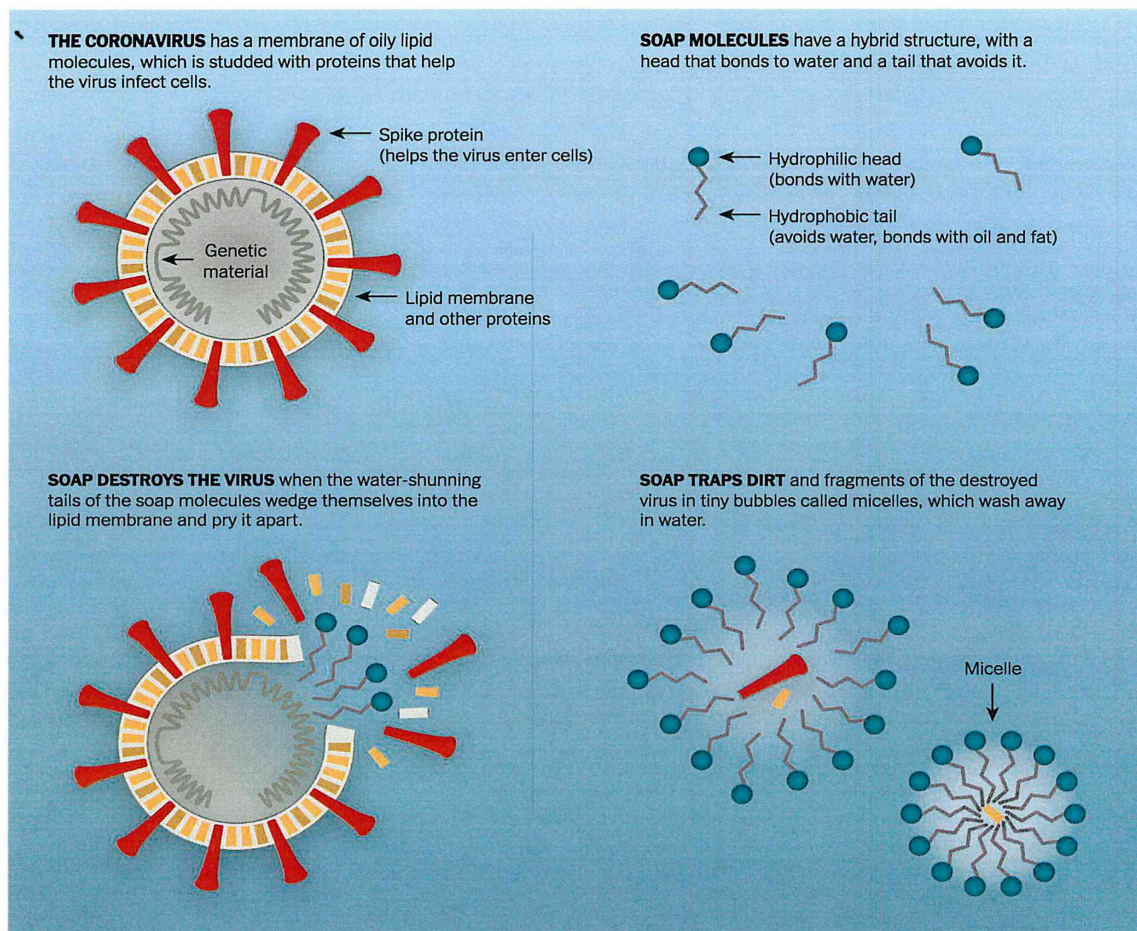 THE CORONAVIRUS has a membrane of oily lipid
molecules, which is studded with proteins that help
the virus infect cells.
Spike protein
(helps the virus enter cells)
Genetic
material
Lipid membrane
and other proteins
SOAP MOLECULES have a hybrid structure, with a
head that bonds to water and a tail that avoids it.
Hydrophilic head
(bonds with water)
Hydrophobic tail
(avoids water, bonds with oil and fat)
SOAP DESTROYS THE VIRUS when the water-shunning
tails of the soap molecules wedge themselves into the
lipid membrane and pry it apart.
SOAP TRAPS DIRT and fragments of the destroyed
virus in tiny bubbles called micelles, which wash away
in water.
Micelle